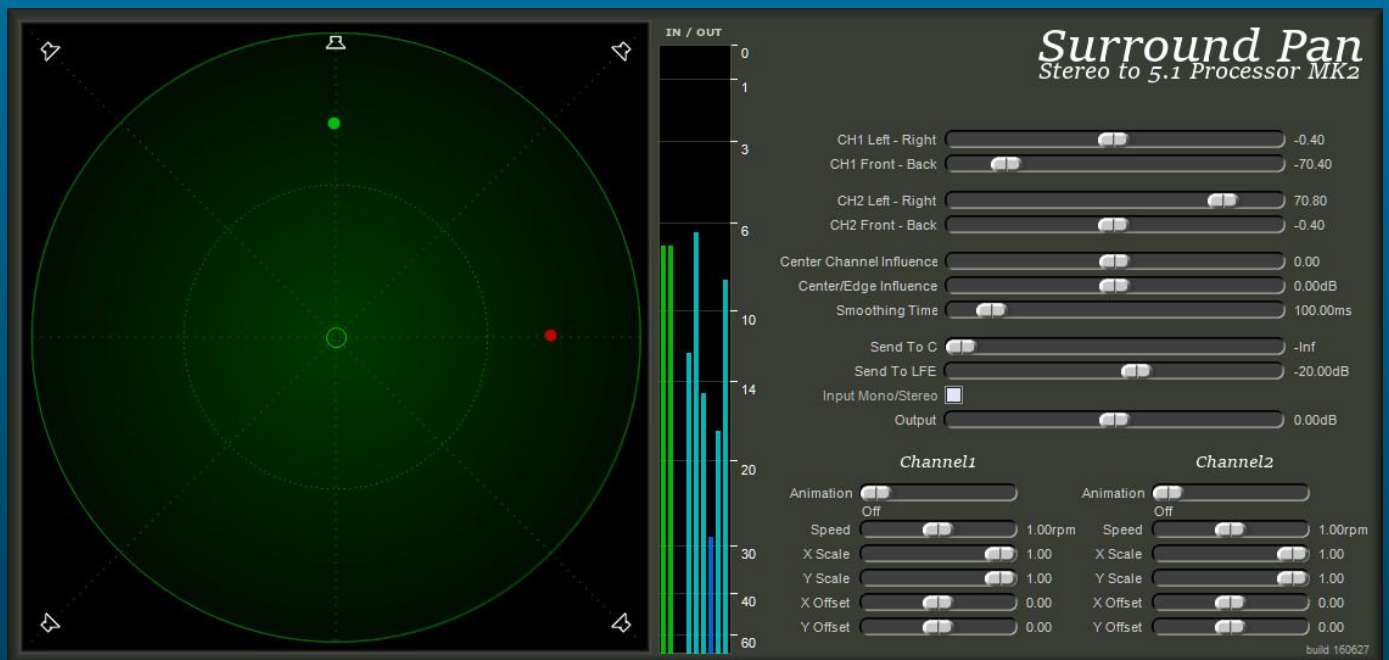 IN / OUT
0
1
3
6
10
14
20
30
40
60
Surround Pan
Stereo to 5.1 Processor MK2
CH1 Left - Right -0.40
CH1 Front - Back -70.40
CH2 Left - Right 70.80
CH2 Front - Back -0.40
Center Channel Influence 0.00
Center/Edge Influence 0.00dB
Smoothing Time 100.00ms
Send To C -Inf
Send To LFE -20.00dB
Input Mono/Stereo
Output 0.00dB
Channel1
Animation
Off
Speed 1.00rpm
X Scale 1.00
Y Scale 1.00
X Offset 0.00
Y Offset 0.00
Channel2
Animation
Off
Speed 1.00rpm
X Scale 1.00
Y Scale 1.00
X Offset 0.00
Y Offset 0.00
build 160627